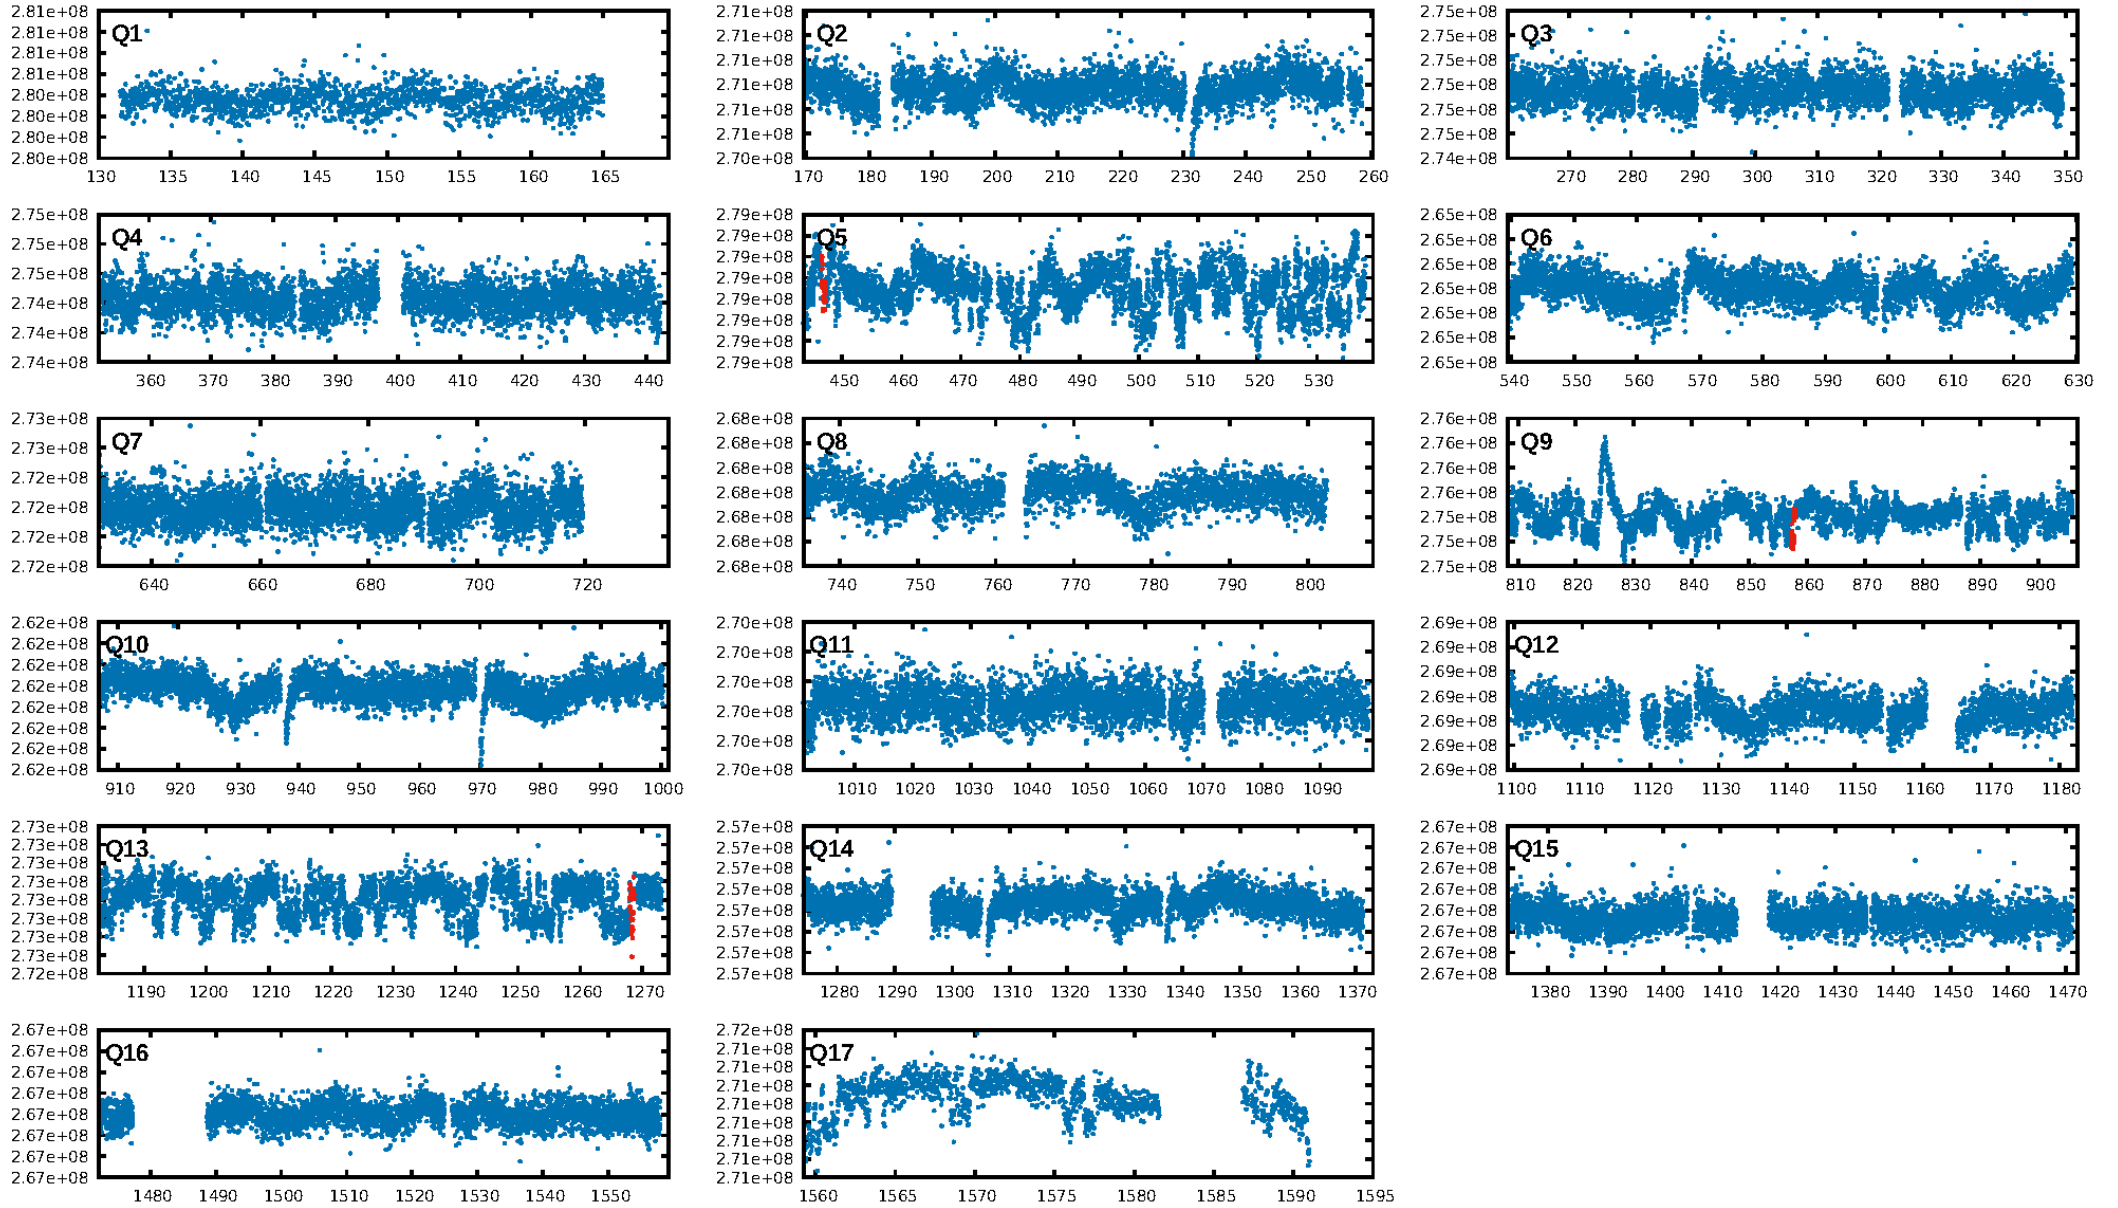 2.81e+08 2.81e+08 2.81e+08 2.81e+08 2.80e+08 2.80e+08 2.80e+08 2.80e+08
Q1
130 135 140 145 150 155 160 165
2.71e+08 2.71e+08 2.71e+08 2.71e+08 2.71e+08 2.71e+08 2.70e+08
Q2
170 180 190 200 210 220 230 240 250 260
2.75e+08 2.75e+08 2.75e+08 2.75e+08 2.75e+08 2.75e+08 2.74e+08
Q3
270 280 290 300 310 320 330 340 350
2.75e+08 2.75e+08 2.75e+08 2.74e+08 2.74e+08 2.74e+08
Q4
360 370 380 390 400 410 420 430 440
2.79e+08 2.79e+08 2.79e+08 2.79e+08 2.79e+08 2.79e+08 2.79e+08 2.79e+08
Q5
450 460 470 480 490 500 510 520 530
2.65e+08 2.65e+08 2.65e+08 2.65e+08 2.65e+08 2.65e+08 2.65e+08
Q6
540 550 560 570 580 590 600 610 620 630
2.73e+08 2.73e+08 2.72e+08 2.72e+08 2.72e+08 2.72e+08
Q7
640 660 680 700 720
2.68e+08 2.68e+08 2.68e+08 2.68e+08 2.68e+08 2.68e+08 2.68e+08
Q8
740 750 760 770 780 790 800
2.76e+08 2.76e+08 2.76e+08 2.76e+08 2.75e+08 2.75e+08 2.75e+08
Q9
810 820 830 840 850 860 870 880 890 900
2.62e+08 2.62e+08 2.62e+08 2.62e+08 2.62e+08 2.62e+08 2.62e+08 2.62e+08
Q10
910 920 930 940 950 960 970 980 990 1000
2.70e+08 2.70e+08 2.70e+08 2.70e+08 2.70e+08 2.70e+08
Q11
1010 1020 1030 1040 1050 1060 1070 1080 1090
2.69e+08 2.69e+08 2.69e+08 2.69e+08 2.69e+08 2.69e+08 2.69e+08
Q12
1100 1110 1120 1130 1140 1150 1160 1170 1180
2.73e+08 2.73e+08 2.73e+08 2.73e+08 2.73e+08 2.73e+08 2.73e+08 2.73e+08 2.72e+08
Q13
1190 1200 1210 1220 1230 1240 1250 1260 1270
2.57e+08 2.57e+08 2.57e+08 2.57e+08 2.57e+08 2.57e+08 2.57e+08 2.57e+08
Q14
1280 1290 1300 1310 1320 1330 1340 1350 1360 1370
2.67e+08 2.67e+08 2.67e+08 2.67e+08 2.67e+08 2.67e+08 2.67e+08 2.67e+08
Q15
1380 1390 1400 1410 1420 1430 1440 1450 1460 1470
2.67e+08 2.67e+08 2.67e+08 2.67e+08 2.67e+08 2.67e+08 2.67e+08 2.67e+08
Q16
1480 1490 1500 1510 1520 1530 1540 1550
2.72e+08 2.71e+08 2.71e+08 2.71e+08 2.71e+08 2.71e+08 2.71e+08 2.71e+08 2.71e+08
Q17
1560 1565 1570 1575 1580 1585 1590 1595